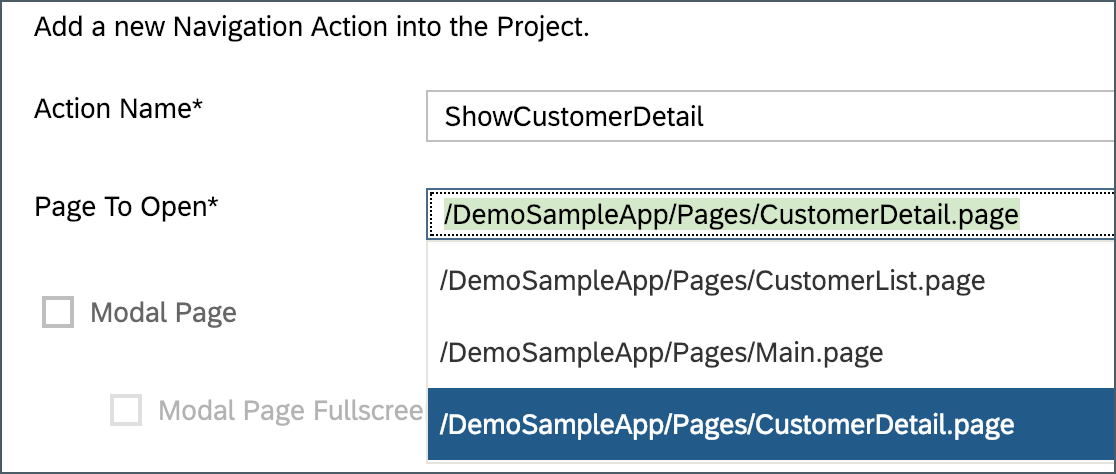 Add a new Navigation Action into the Project.
Action Name*
ShowCustomerDetail
Page To Open*
/DemoSampleApp/Pages/CustomerDetail.page
/DemoSampleApp/Pages/CustomerList.page
Modal Page
/DemoSampleApp/Pages/Main.page
Modal Page Fullscree
/DemoSampleApp/Pages/CustomerDetail.page